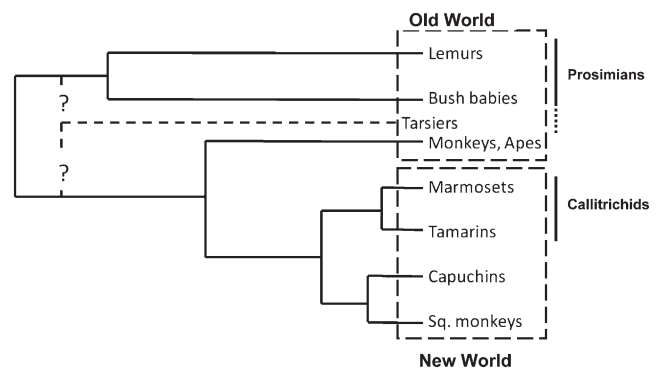 Old World
Lemurs
Prosimians
Bush babies
?
Tarsiers
Monkeys, Apes
?
Marmosets
Callitrichids
Tamarins
Capuchins
Sq. monkeys
New World